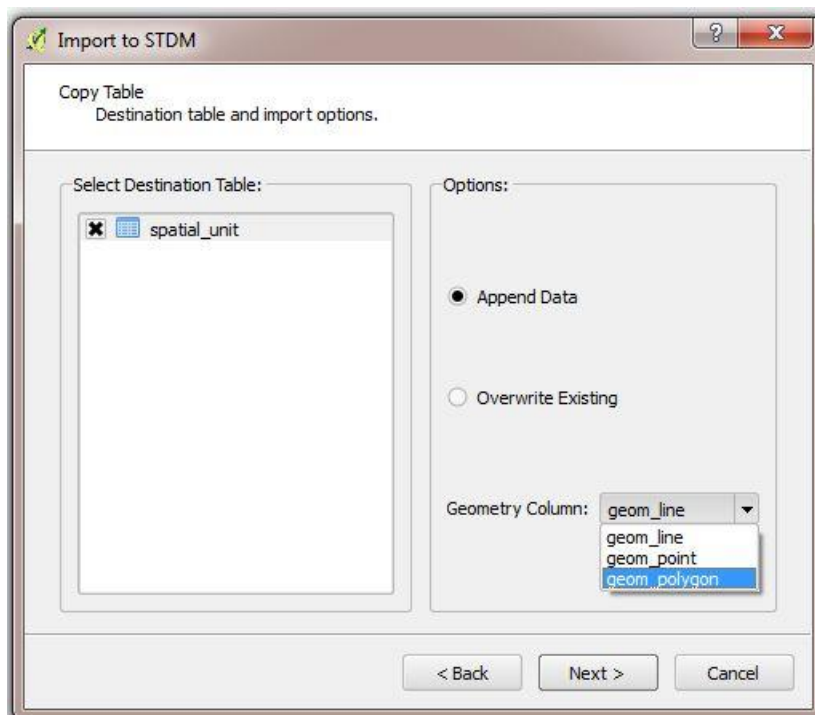 Import to STDM
Copy Table
Destination table and import options.
Select Destination Table:
spatial_unit
Options:
Append Data
Overwrite Existing
Geometry Column:
geom_line
geom_line
geom_point
geom_polygon
< Back
Next >
Cancel